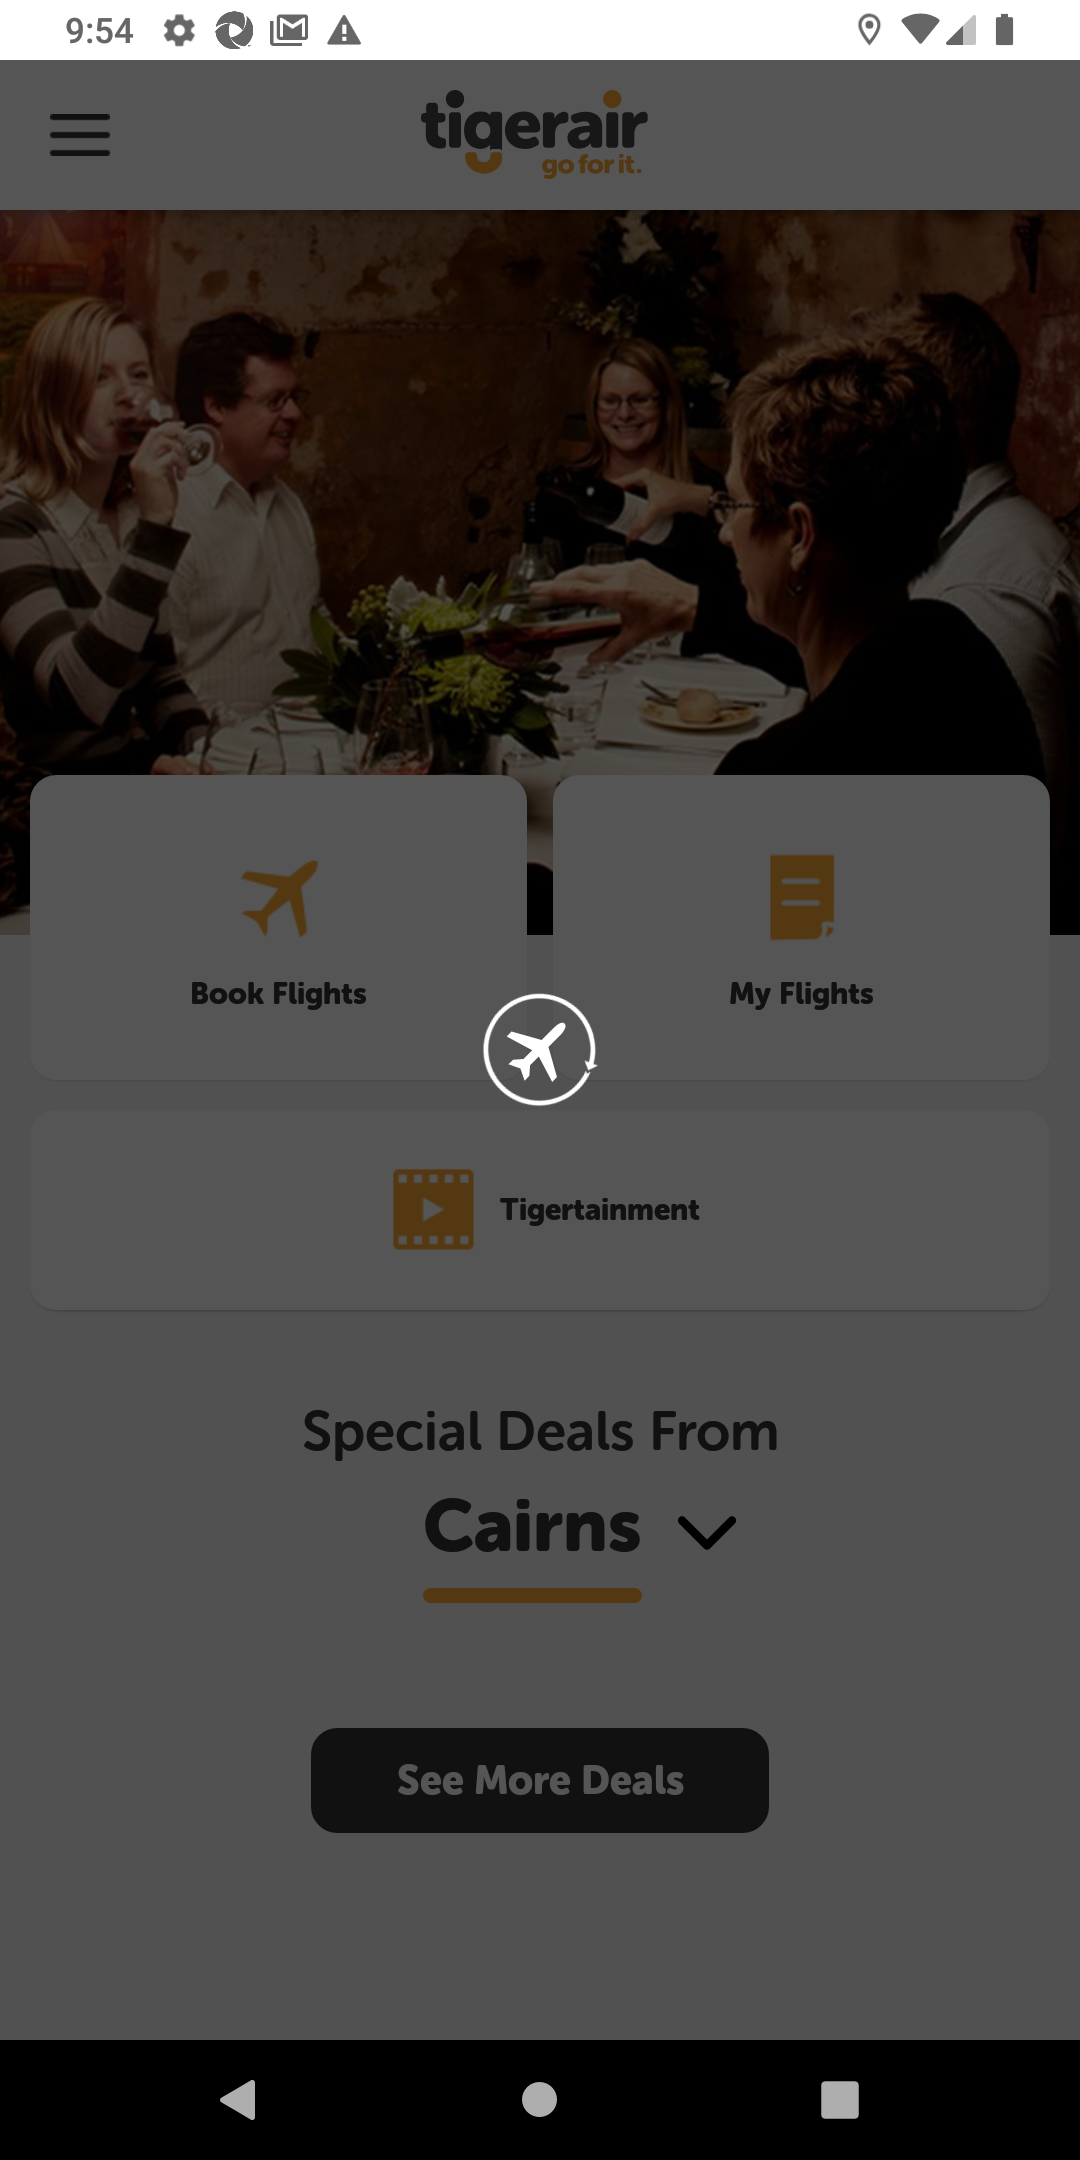 9:54
tigerair
go for it.
Book Flights
My Flights
Tigertainment
Special Deals From
Cairns
See More Deals